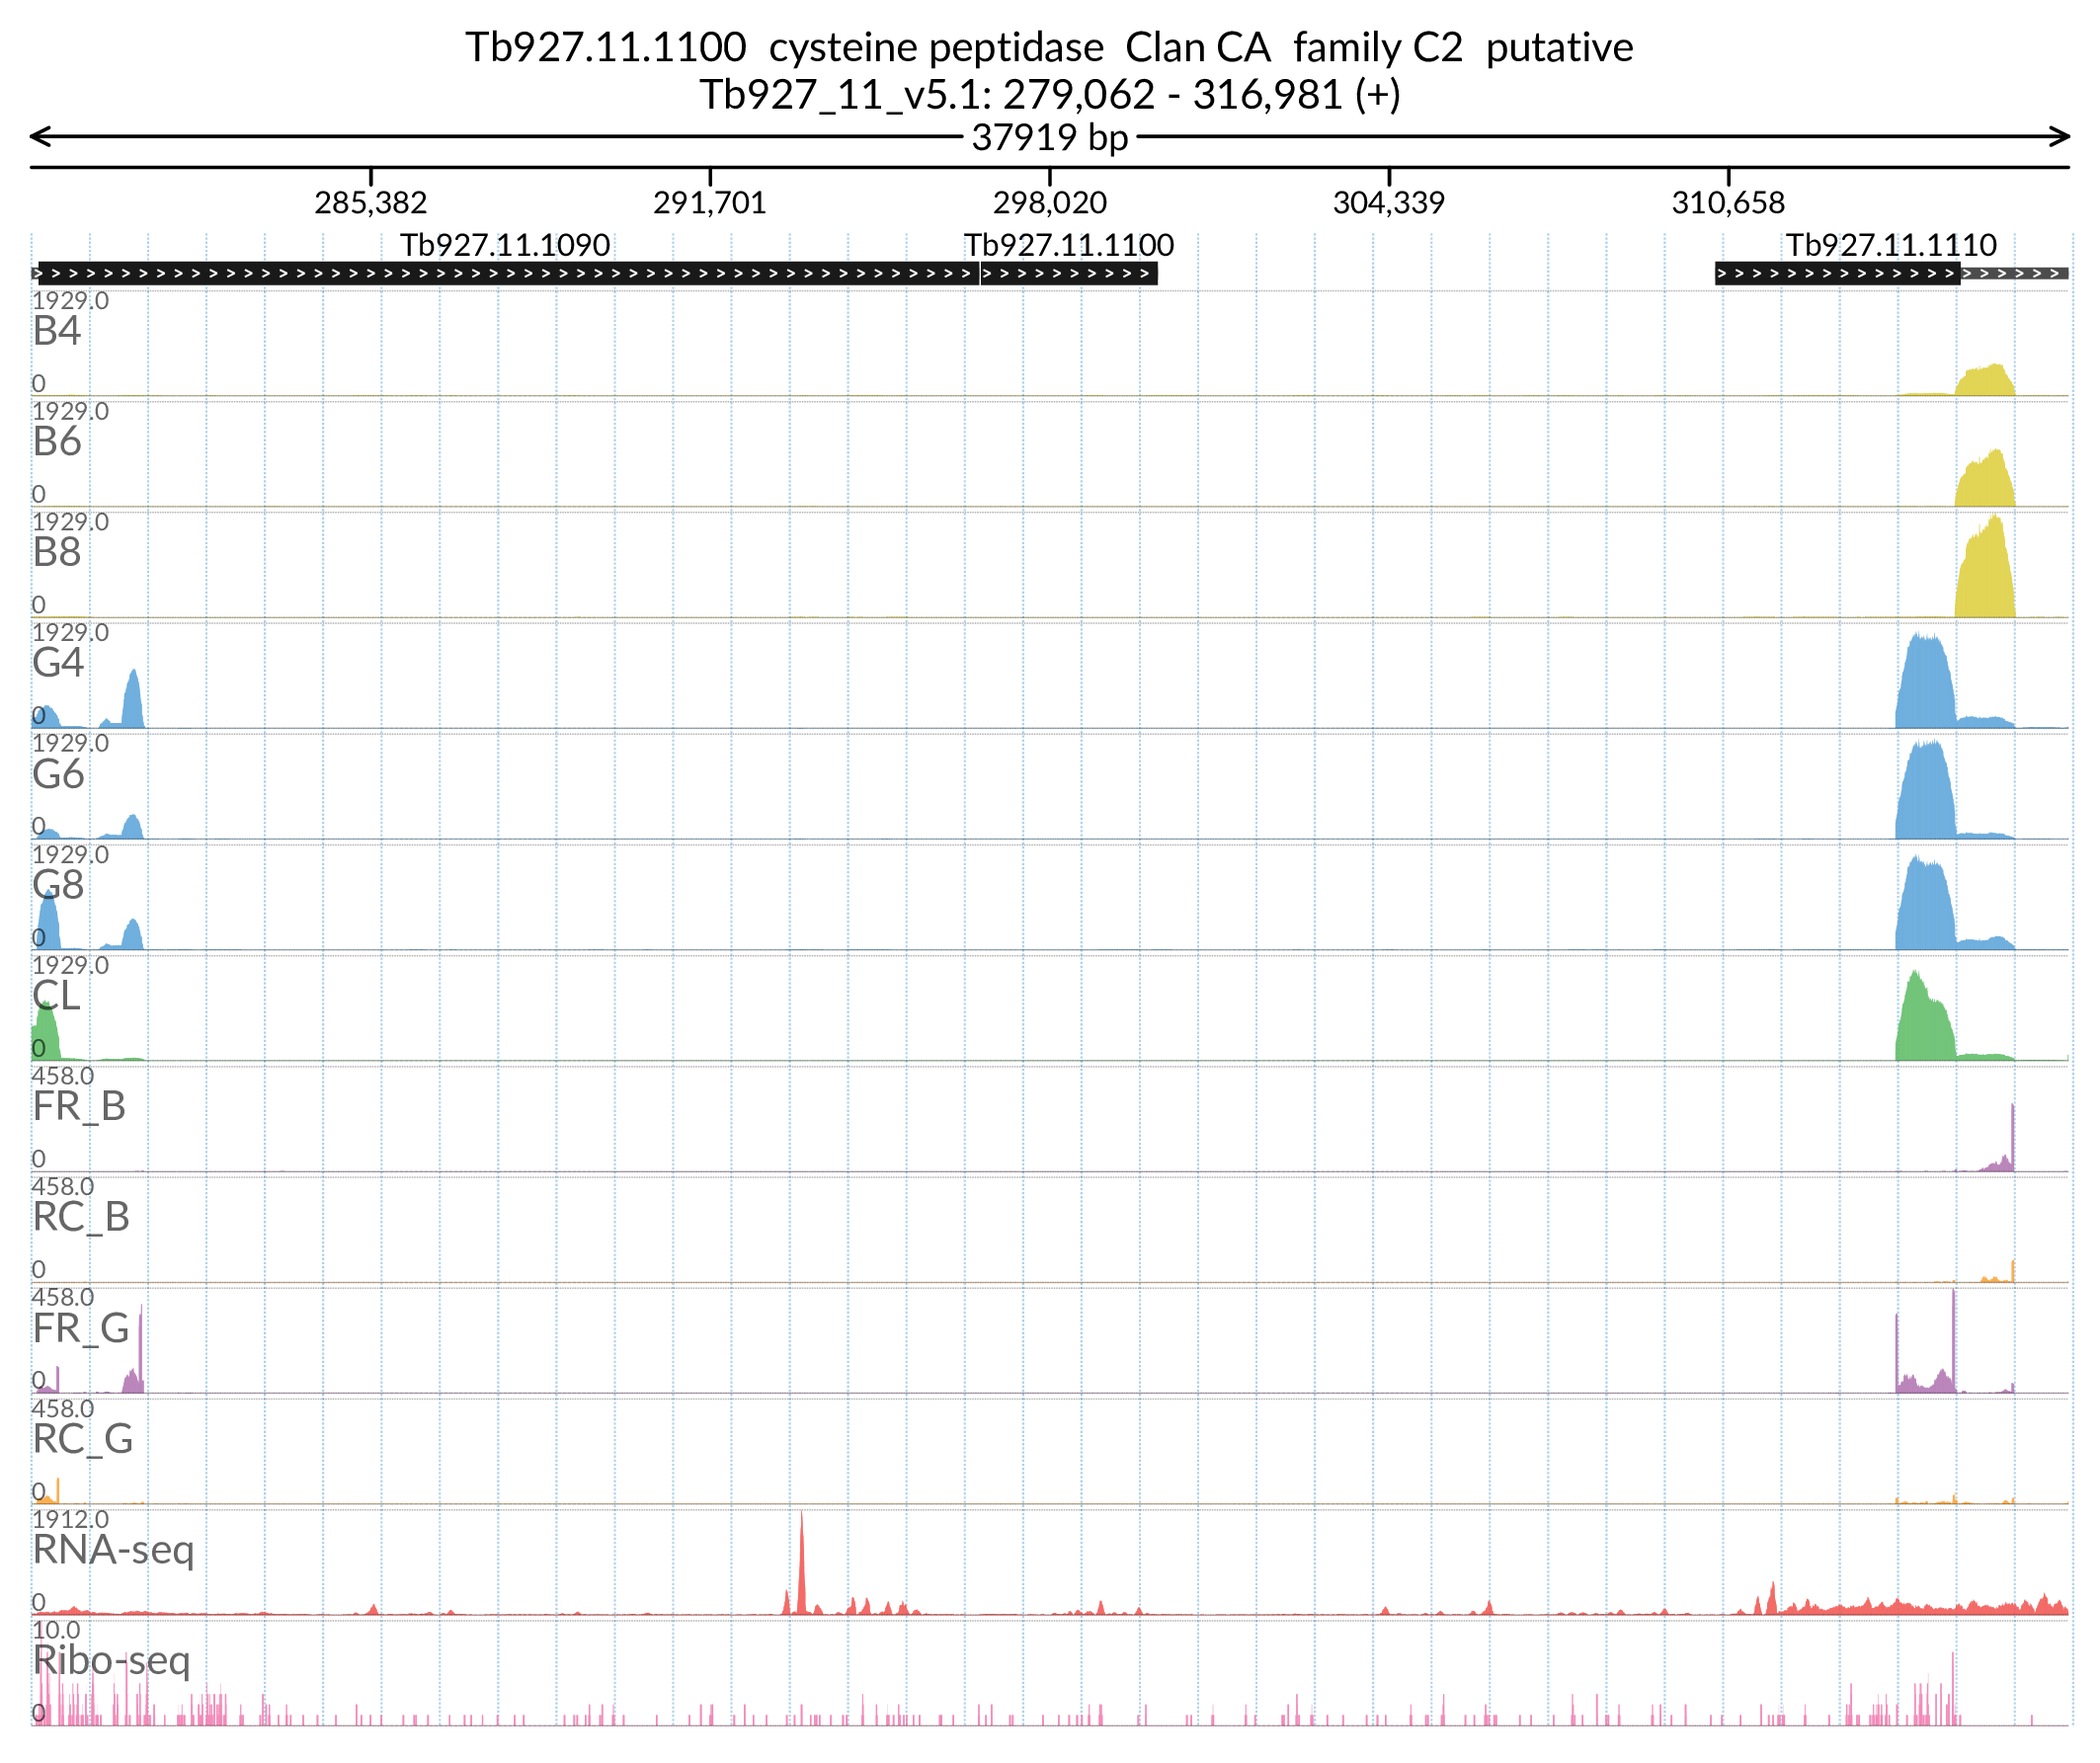 Tb927.11.1100 cysteine peptidase Clan CA family C2 putative
Tb927_11_v5.1: 279,062 - 316,981 (+)
37919 bp
285,382 291,701 298,020 304,339 310,658
Tb927.11.1090 Tb927.11.1100 Tb927.11.1110
1929.0
B4
0
1929.0
B6
0
1929.0
B8
0
1929.0
G4
0
1929.0
G6
0
1929.0
G8
0
1929.0
CL
0
458.0
FR_B
0
458.0
RC_B
0
458.0
FR_G
0
458.0
RC_G
0
1912.0
RNA-seq
0
10.0
Ribo-seq
0